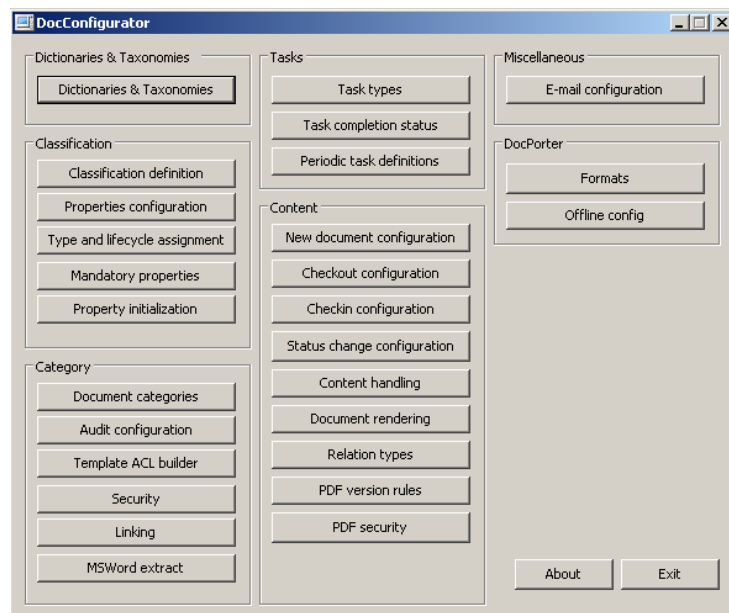 DocConfigurator
Dictionaries & Taxonomies
Dictionaries & Taxonomies
Classification
Classification definition
Properties configuration
Type and lifecycle assignment
Mandatory properties
Property initialization
Category
Document categories
Audit configuration
Template ACL builder
Security
Linking
MSWord extract
Tasks
Task types
Task completion status
Periodic task definitions
Content
New document configuration
Checkout configuration
Checkin configuration
Status change configuration
Content handling
Document rendering
Relation types
PDF version rules
PDF security
Miscellaneous
E-mail configuration
DocPorter
Formats
Offline config
About
Exit